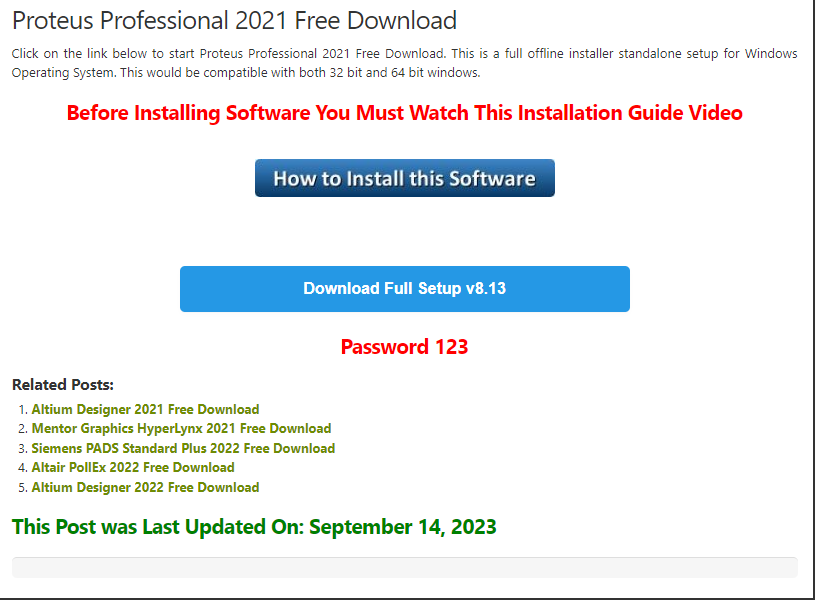 Proteus Professional 2021 Free Download
Click on the link below to start Proteus Professional 2021 Free Download. This is a full offline installer standalone setup for Windows
Operating System. This would be compatible with both 32 bit and 64 bit windows.
Before Installing Software You Must Watch This Installation Guide Video
How to Install this Software
Download Full Setup v8.13
Password 123
Related Posts:
1. Altium Designer 2021 Free Download
2. Mentor Graphics HyperLynx 2021 Free Download
3. Siemens PADS Standard Plus 2022 Free Download
4. Altair PollEx 2022 Free Download
5. Altium Designer 2022 Free Download
This Post was Last Updated On: September 14, 2023